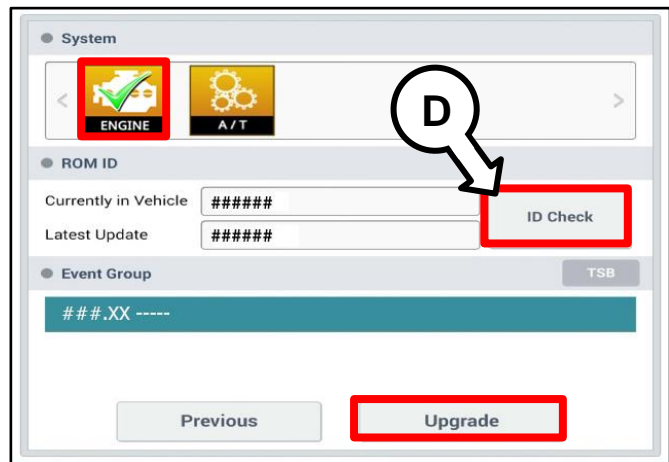 System
<
ENGINE
A/T
D
>
ROM ID
Currently in Vehicle ######
ID Check
Latest Update ######
Event Group TSB
###.XX -----
Previous Upgrade